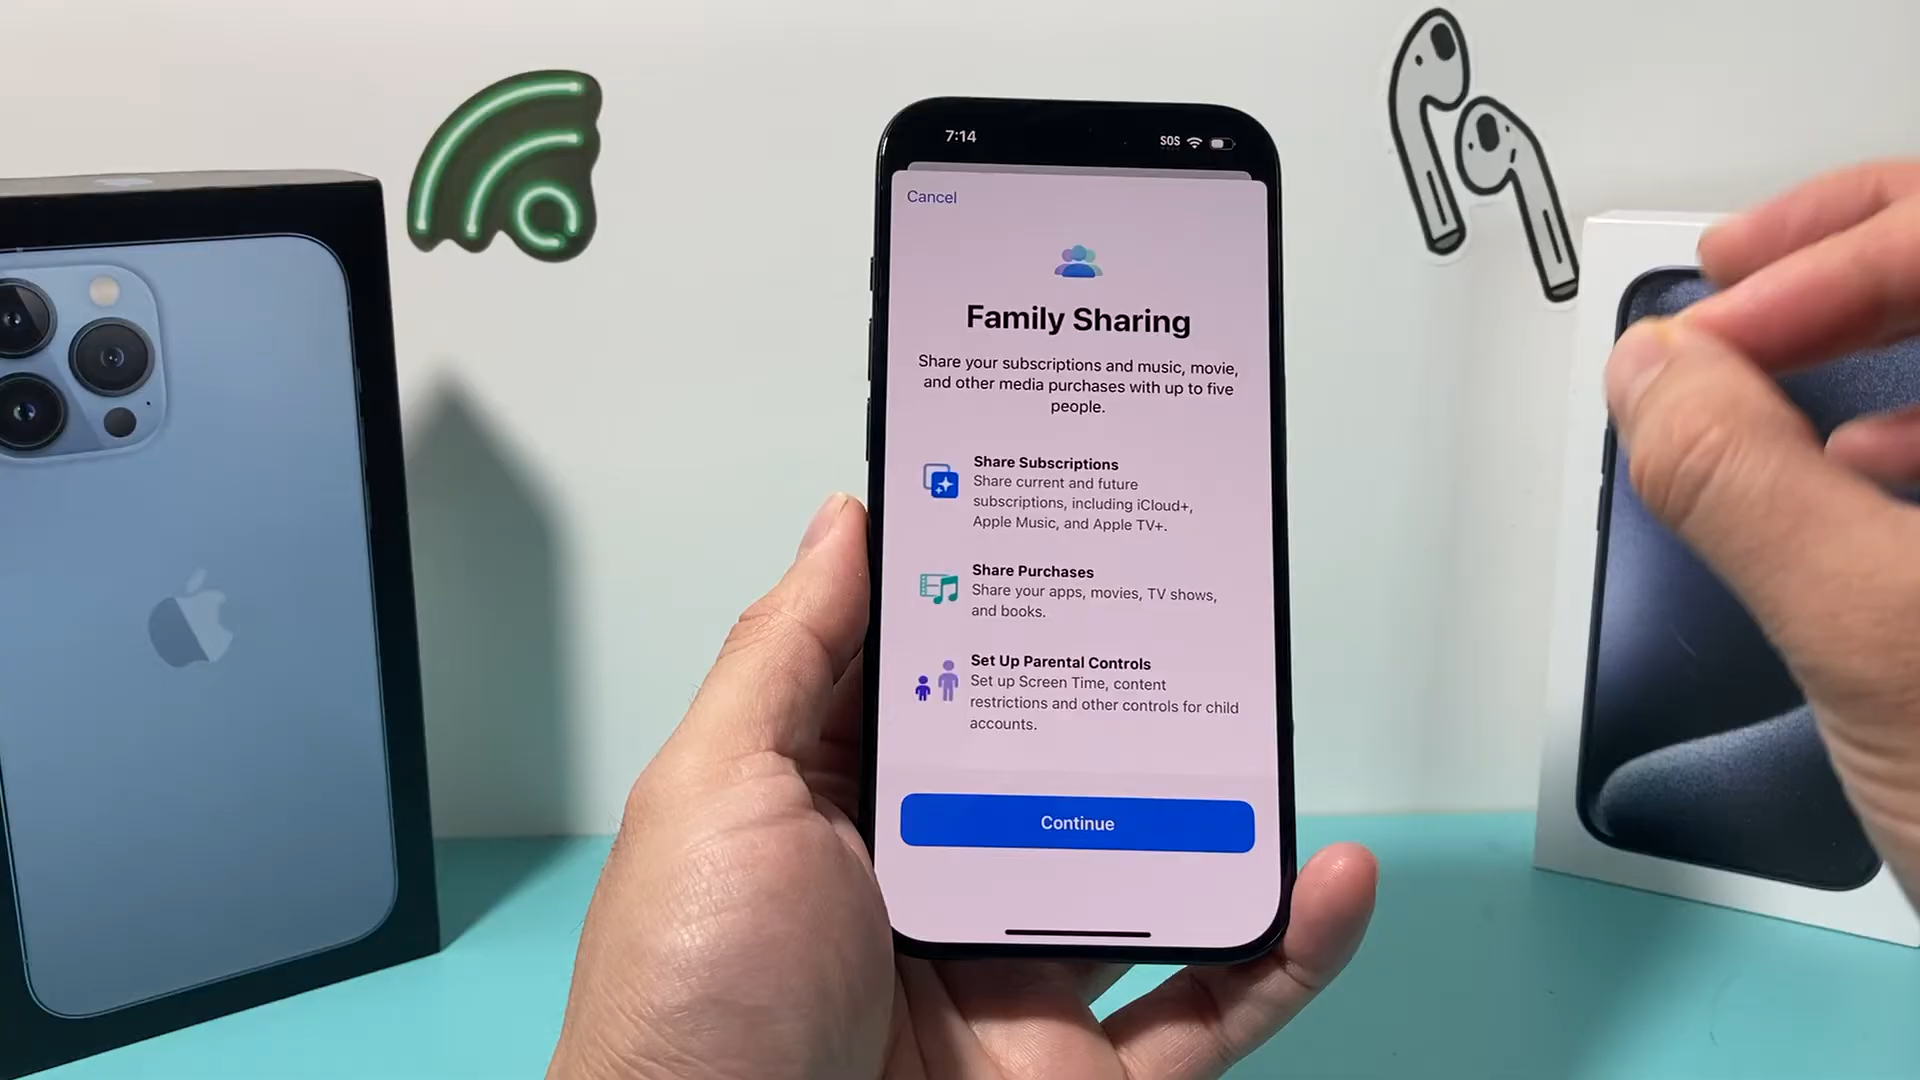 7:14
SOS
Cancel
Family Sharing
Share your subscriptions and music, movie,
and other media purchases with up to five
people.
Share Subscriptions
Share current and future
subscriptions, including iCloud+,
Apple Music, and Apple TV+.
Share Purchases
Share your apps, movies, TV shows,
and books.
Set Up Parental Controls
Set up Screen Time, content
restrictions and other controls for child
accounts.
Continue